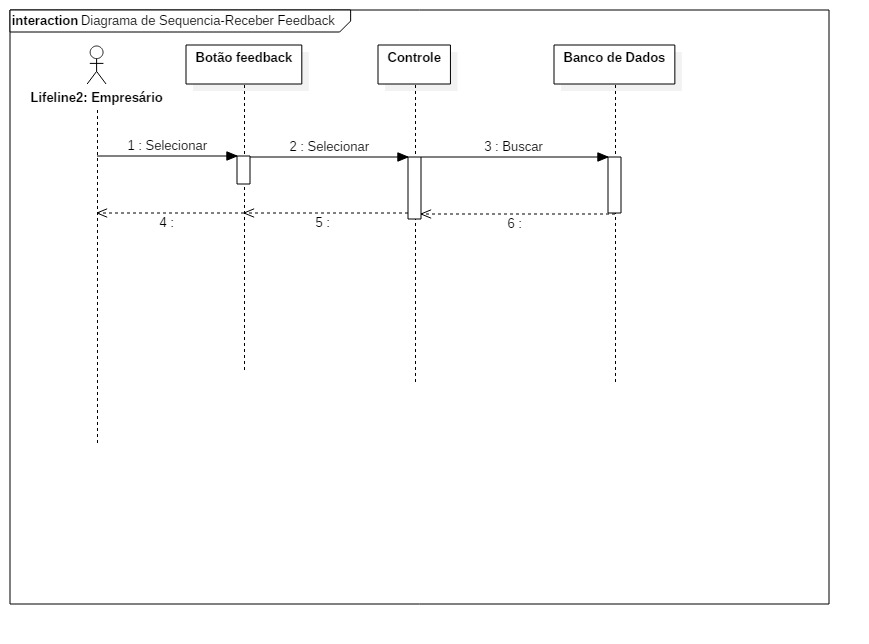 interaction Diagrama de Sequencia-Receber Feedback
Botão feedback
Controle
Banco de Dados
Lifeline2: Empresário
1 : Selecionar
2 : Selecionar
3 : Buscar
4 :
5 :
6 :